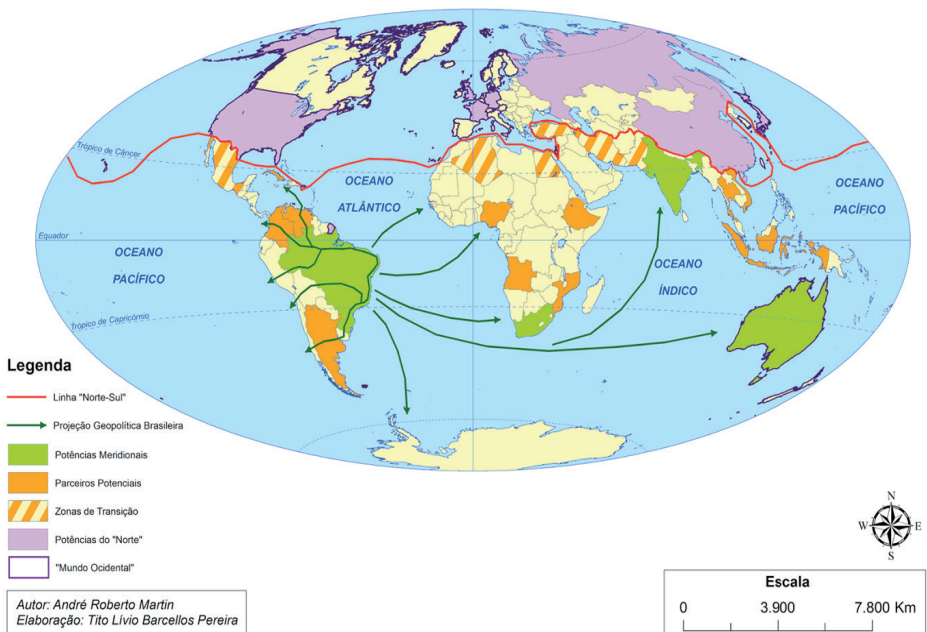 Trópico de Câncer
OCEANO
ATLÂNTICO
OCEANO
PACÍFICO
Equador
OCEANO
PACÍFICO
OCEANO
ÍNDICO
Trópico de Capricórnio
Legenda
Linha "Norte-Sul"
Projeção Geopolítica Brasileira
Potências Meridionais
Parceiros Potenciais
Zonas de Transição
Potências do "Norte"
"Mundo Ocidental"
Autor: André Roberto Martin
Elaboração: Tito Lívio Barcellos Pereira
N
W
E
S
Escala
0 3.900 7.800 Km